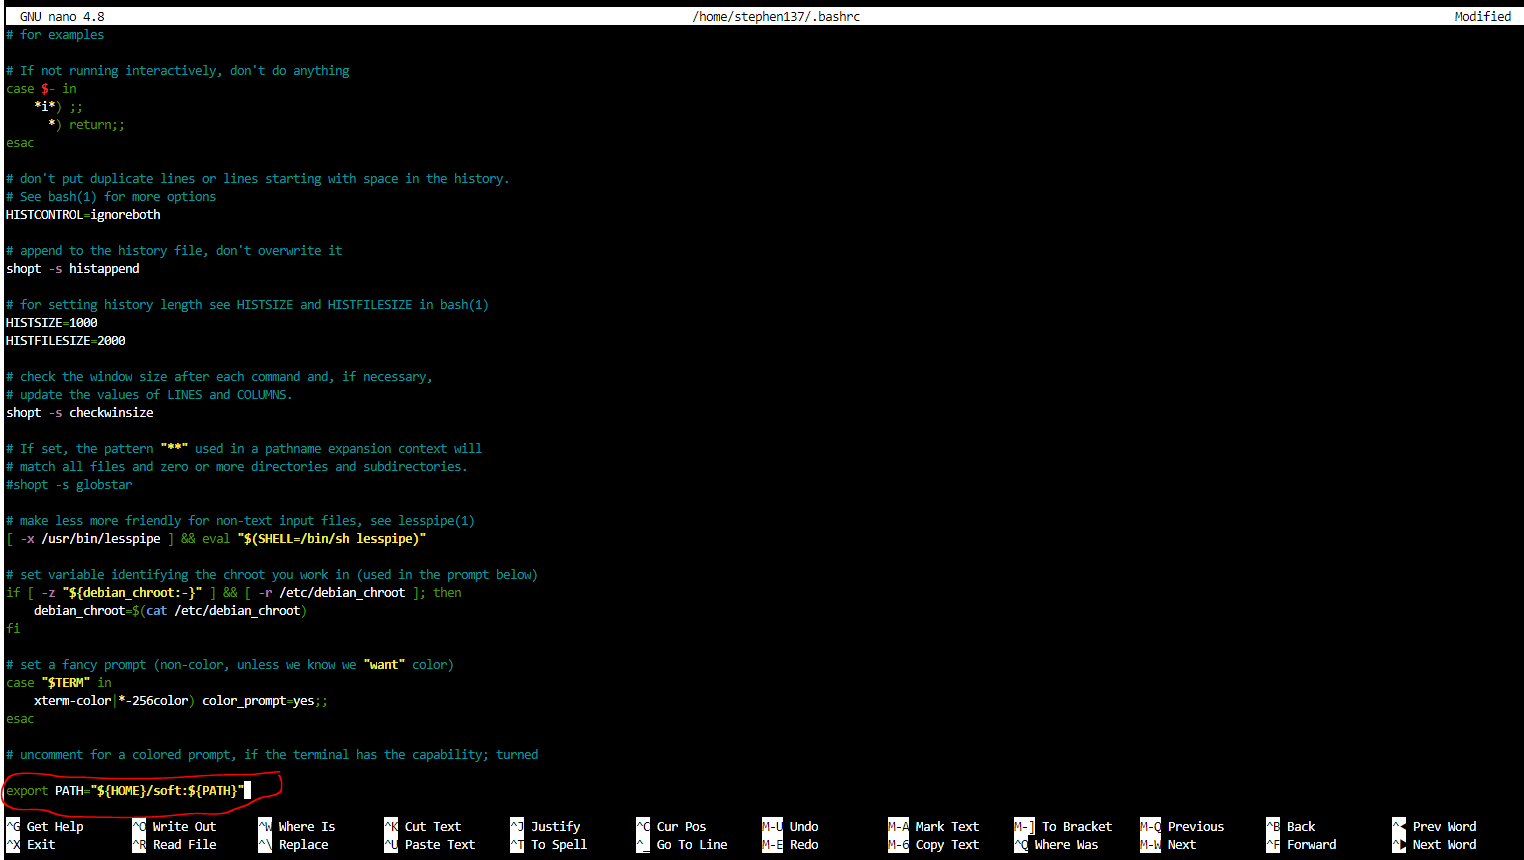 GNU nano 4.8 /home/stephen137/.bashrc Modified
# for examples
# If not running interactively, don't do anything
case $- in
*i*) ;;
*) return;;
esac
# don't put duplicate lines or lines starting with space in the history.
# See bash(1) for more options
HISTCONTROL=ignoreboth
# append to the history file, don't overwrite it
shopt -s histappend
# for setting history length see HISTSIZE and HISTFILESIZE in bash(1)
HISTSIZE=1000
HISTFILESIZE=2000
# check the window size after each command and, if necessary,
# update the values of LINES and COLUMNS.
shopt -s checkwinsize
# If set, the pattern "**" used in a pathname expansion context will
# match all files and zero or more directories and subdirectories.
#shopt -s globstar
# make less more friendly for non-text input files, see lesspipe(1)
[ -x /usr/bin/lesspipe ] && eval "$(SHELL=/bin/sh lesspipe)"
# set variable identifying the chroot you work in (used in the prompt below)
if [ -z "${debian_chroot:-}" ] && [ -r /etc/debian_chroot ]; then
debian_chroot=$(cat /etc/debian_chroot)
fi
# set a fancy prompt (non-color, unless we know we "want" color)
case "$TERM" in
xterm-color|*-256color) color_prompt=yes;;
esac
# uncomment for a colored prompt, if the terminal has the capability; turned
export PATH="${HOME}/soft:${PATH}"
^G Get Help ^O Write Out ^W Where Is ^K Cut Text ^J Justify ^C Cur Pos M-U Undo M-A Mark Text M-] To Bracket M-Q Previous ^B Back ^◀ Prev Word
^X Exit ^R Read File ^\ Replace ^U Paste Text ^T To Spell ^_ Go To Line M-E Redo M-6 Copy Text ^Q Where Was M-W Next ^F Forward ^▶ Next Word